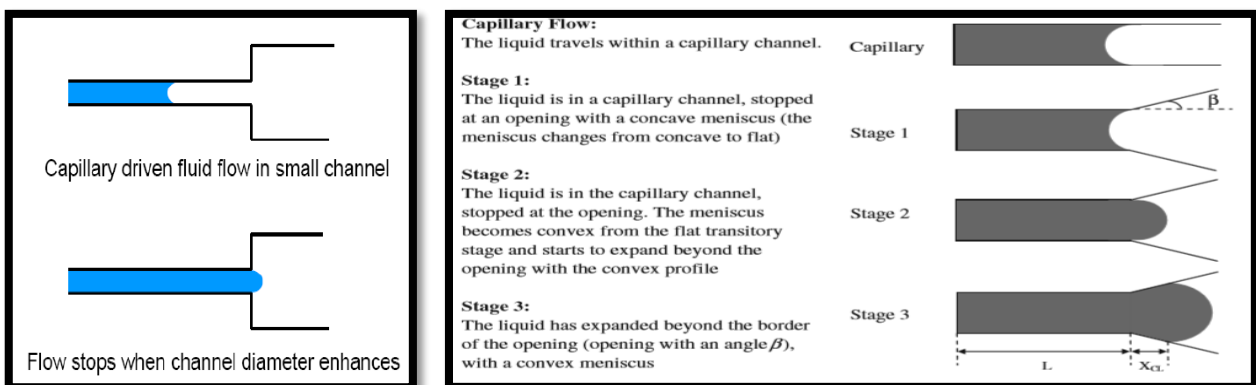 Capillary driven fluid flow in small channel
Flow stops when channel diameter enhances
Capillary Flow:
The liquid travels within a capillary channel.
Stage 1:
The liquid is in a capillary channel, stopped
at an opening with a concave meniscus (the
meniscus changes from concave to flat)
Stage 2:
The liquid is in the capillary channel,
stopped at the opening. The meniscus
becomes convex from the flat transitory
stage and starts to expand beyond the
opening with the convex profile
Stage 3:
The liquid has expanded beyond the border
of the opening (opening with an angle β),
with a convex meniscus
Capillary
β
Stage 1
Stage 2
Stage 3
L
X_CL